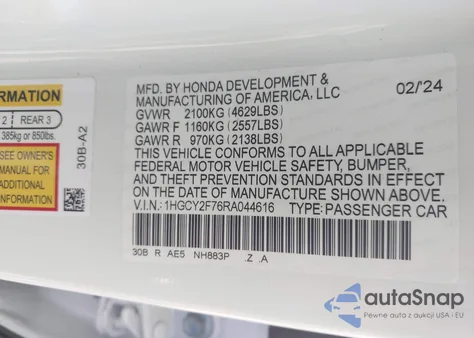 RMATION
2 REAR 3
385kg or 850lbs.
SEE OWNER'S
MANUAL FOR
ADDITIONAL
INFORMATION
30B-A2
MFD. BY HONDA DEVELOPMENT & 02/'24
MANUFACTURING OF AMERICA, LLC
GVWR 2100KG (4629LBS)
GAWR F 1160KG (2557LBS)
GAWR R 970KG (2138LBS)
THIS VEHICLE CONFORMS TO ALL APPLICABLE
FEDERAL MOTOR VEHICLE SAFETY, BUMPER,
AND THEFT PREVENTION STANDARDS IN EFFECT
ON THE DATE OF MANUFACTURE SHOWN ABOVE.
V.I.N.: 1HGCY2F76RA044616 TYPE: PASSENGER CAR
30B R AE5 NH883P .Z .A
autoSnap
Pewne auta z aukcji USA i EU